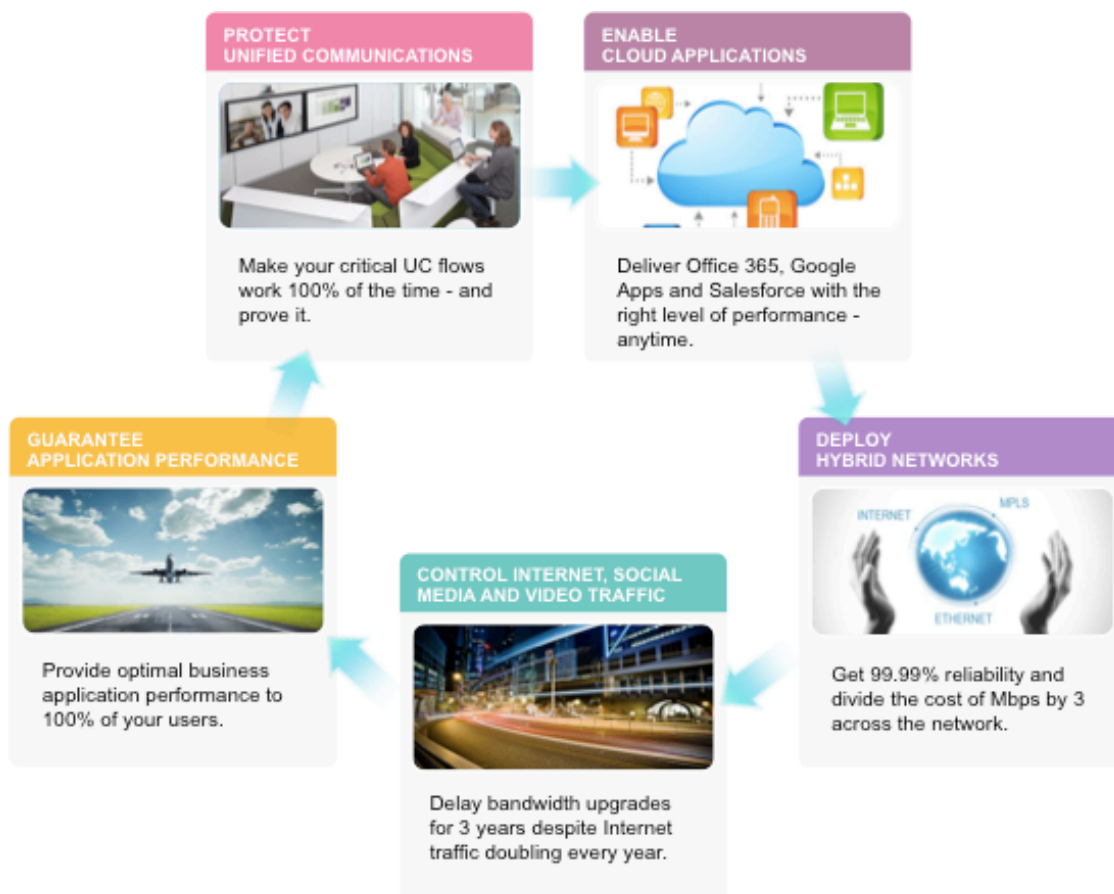 PROTECT
UNIFIED COMMUNICATIONS
Make your critical UC flows
work 100% of the time - and
prove it.
ENABLE
CLOUD APPLICATIONS
Deliver Office 365, Google
Apps and Salesforce with the
right level of performance -
anytime.
DEPLOY
HYBRID NETWORKS
INTERNET
MPLS
ETHERNET
Get 99.99% reliability and
divide the cost of Mbps by 3
across the network.
CONTROL INTERNET, SOCIAL
MEDIA AND VIDEO TRAFFIC
Delay bandwidth upgrades
for 3 years despite Internet
traffic doubling every year.
GUARANTEE
APPLICATION PERFORMANCE
Provide optimal business
application performance to
100% of your users.